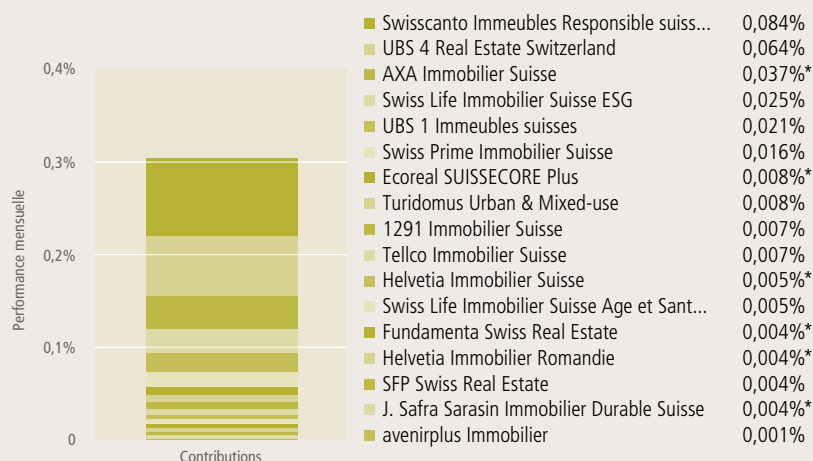 Swisscanto Immeubles Responsible suiss... 0,084%
UBS 4 Real Estate Switzerland 0,064%
AXA Immobilier Suisse 0,037%*
Swiss Life Immobilier Suisse ESG 0,025%
UBS 1 Immeubles suisses 0,021%
Swiss Prime Immobilier Suisse 0,016%
Ecoreal SUISSECORE Plus 0,008%*
Turidomus Urban & Mixed-use 0,008%
1291 Immobilier Suisse 0,007%
Tellco Immobilier Suisse 0,007%
Helvetia Immobilier Suisse 0,005%*
Swiss Life Immobilier Suisse Age et Sant... 0,005%
Fundamenta Swiss Real Estate 0,004%*
Helvetia Immobilier Romandie 0,004%*
SFP Swiss Real Estate 0,004%
J. Safra Sarasin Immobilier Durable Suisse 0,004%*
avenirplus Immobilier 0,001%
Performance mensuelle
0,4%
0,3%
0,2%
0,1%
0
Contributions